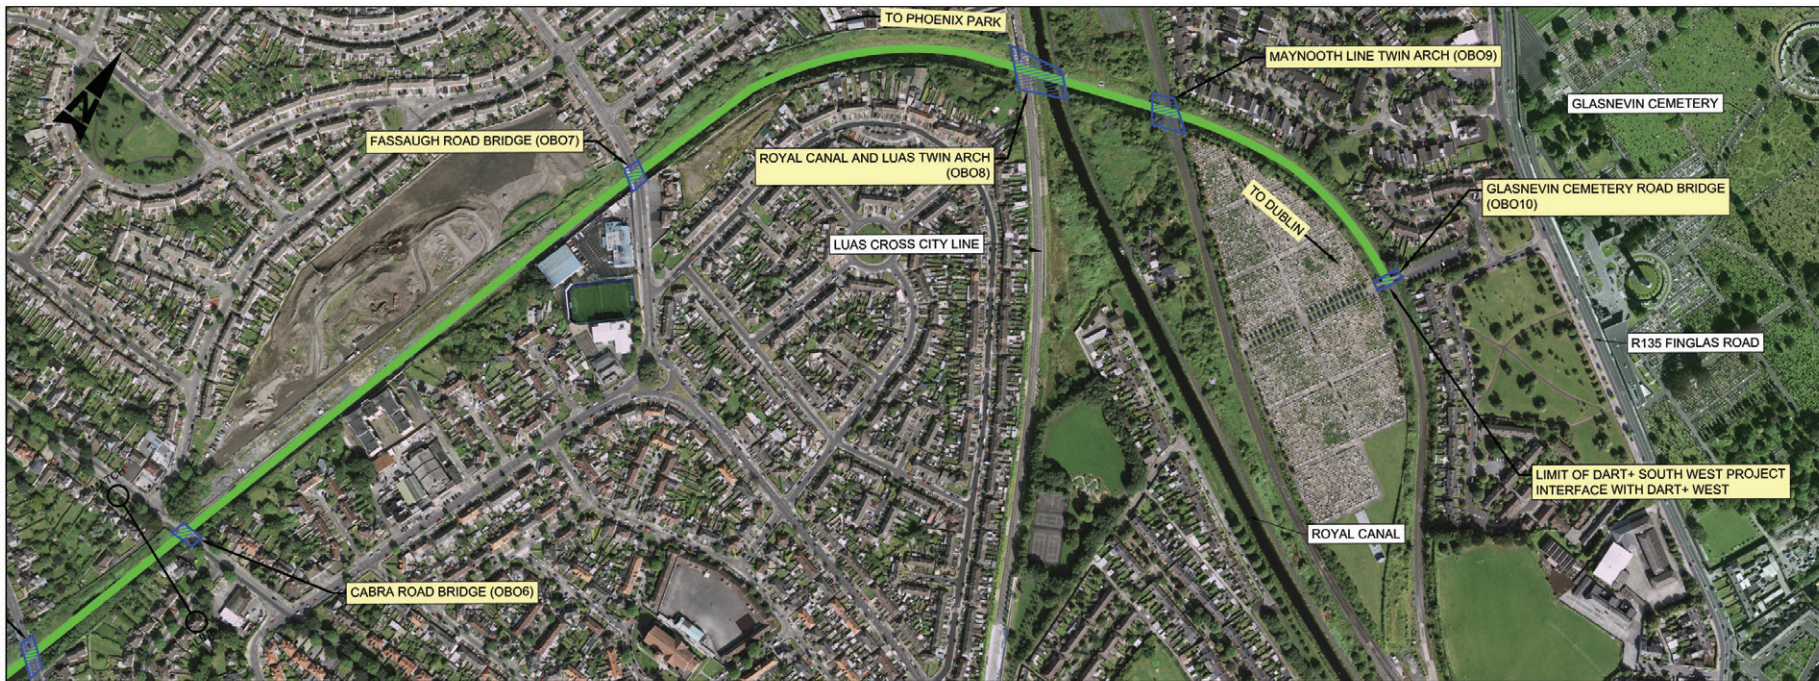 TO PHOENIX PARK
MAYNOOTH LINE TWIN ARCH (OBO9)
GLASNEVIN CEMETERY
N
FASSAUGH ROAD BRIDGE (OBO7)
ROYAL CANAL AND LUAS TWIN ARCH
(OBO8)
GLASNEVIN CEMETERY ROAD BRIDGE
(OBO10)
TO DUBLIN
LUAS CROSS CITY LINE
R135 FINGLAS ROAD
LIMIT OF DART+ SOUTH WEST PROJECT
INTERFACE WITH DART+ WEST
ROYAL CANAL
CABRA ROAD BRIDGE (OBO6)